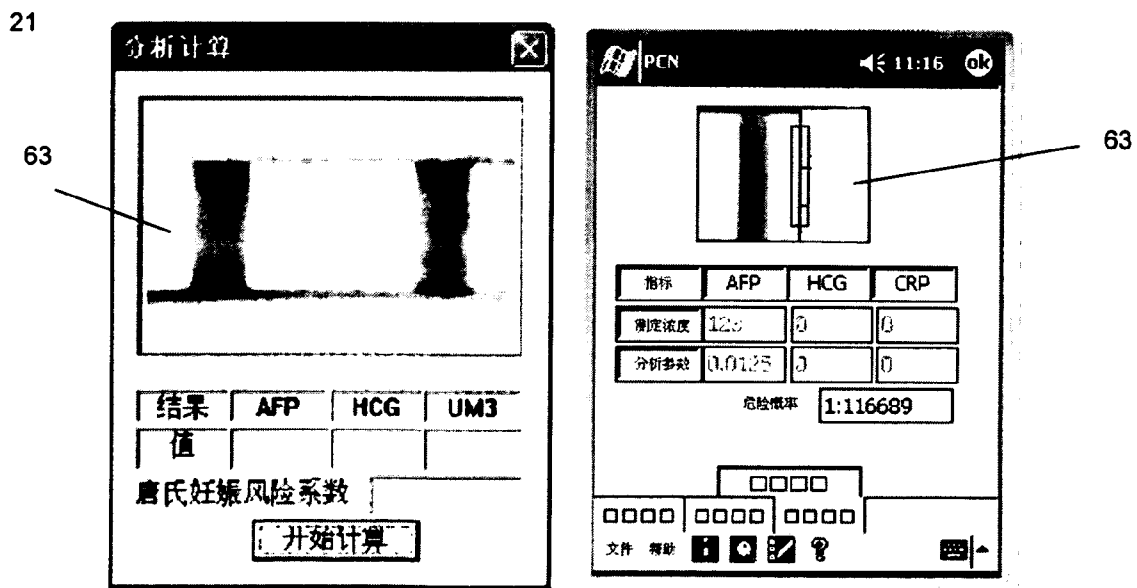 21
分析计算
63
结果 AFP HCG UM3
值
唐氏妊娠风险系数
开始计算
PCN 11:16 ok
63
指标 AFP HCG CRP
测定浓度 0 0
分析参数 0.0125 0 0
危险概率 1:116689
□□□□
□□□□ □□□□ □□□□
文件 帮助